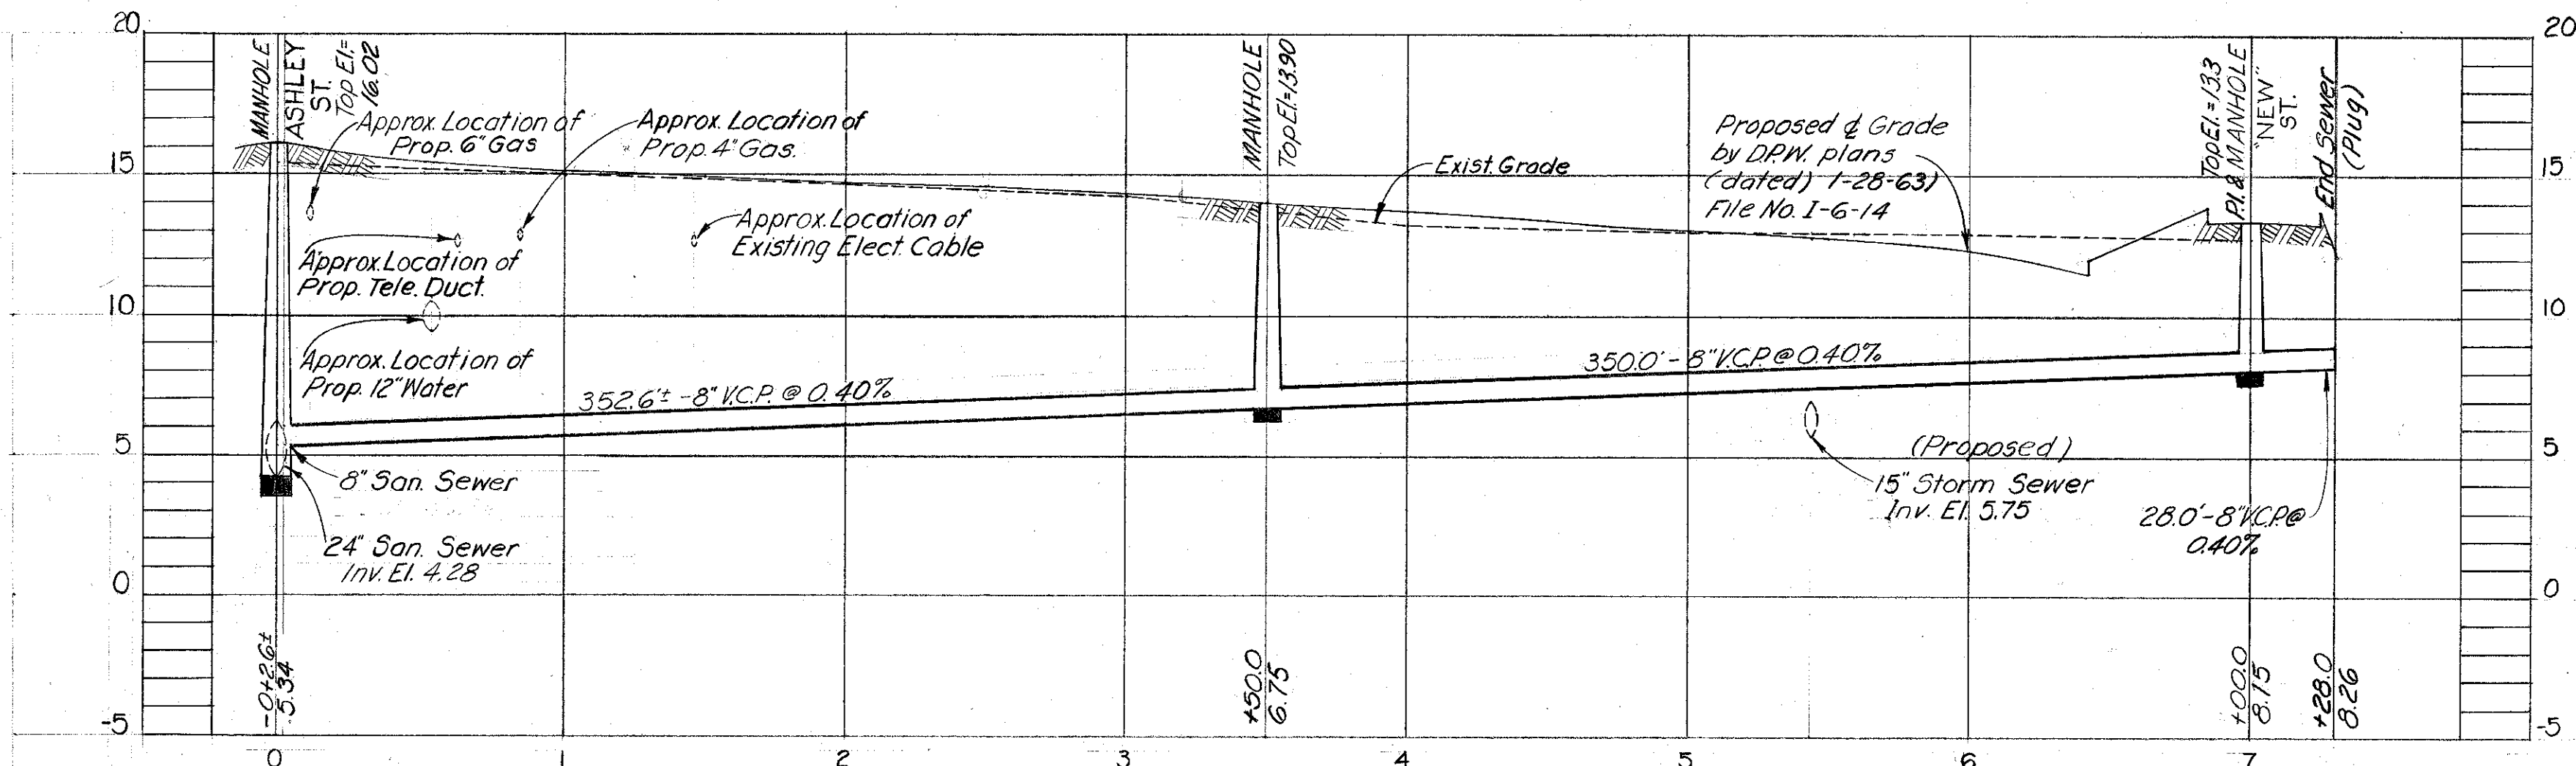 20
20
MANHOLE
ASHLEY
ST.
Top El.=
16.02
Approx. Location of
Prop. 6" Gas
Approx. Location of
Prop. 4" Gas.
MANHOLE
Top El.=13.90
Exist. Grade
Proposed ₵ Grade
by D.P.W. plans
(dated) 1-28-63)
File No. I-6-14
Top El.=13.3
P.I. & MANHOLE
"NEW"
ST.
End Sewer
(Plug)
15
15
Approx. Location of
Prop. Tele. Duct.
Approx. Location of
Existing Elect. Cable
10
10
Approx. Location of
Prop. 12" Water
352.6'± - 8" V.C.P. @ 0.40%
350.0' - 8" V.C.P. @ 0.40%
5
5
8" San. Sewer
24" San. Sewer
Inv. El. 4.28
(Proposed)
15" Storm Sewer
Inv. El. 5.75
28.0'-8" V.C.P. @
0.40%
0
0
-0+2.6±
5.34
+50.0
6.75
+00.0
8.15
+28.0
8.26
-5
-5
0 1 2 3 4 5 6 7